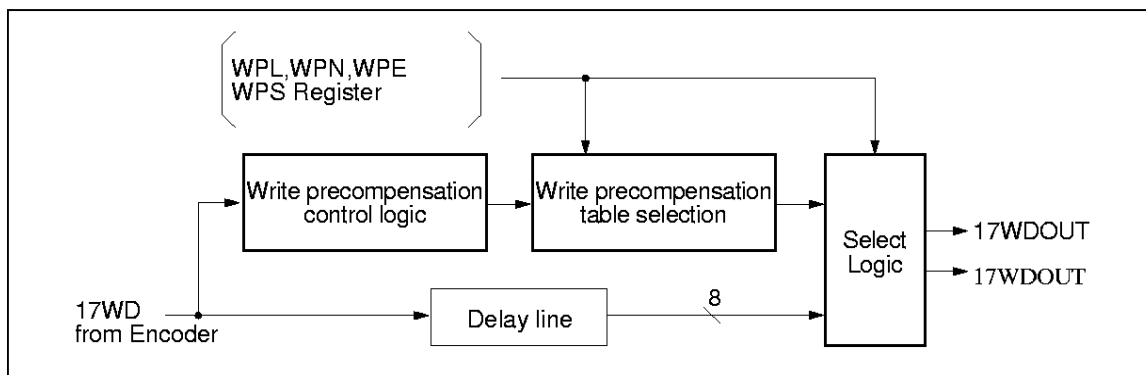 WPL,WPN,WPE
WPS Register
Write precompensation
control logic
Write precompensation
table selection
Select
Logic
17WDOUT
17WDOUT
17WD
from Encoder
Delay line
8